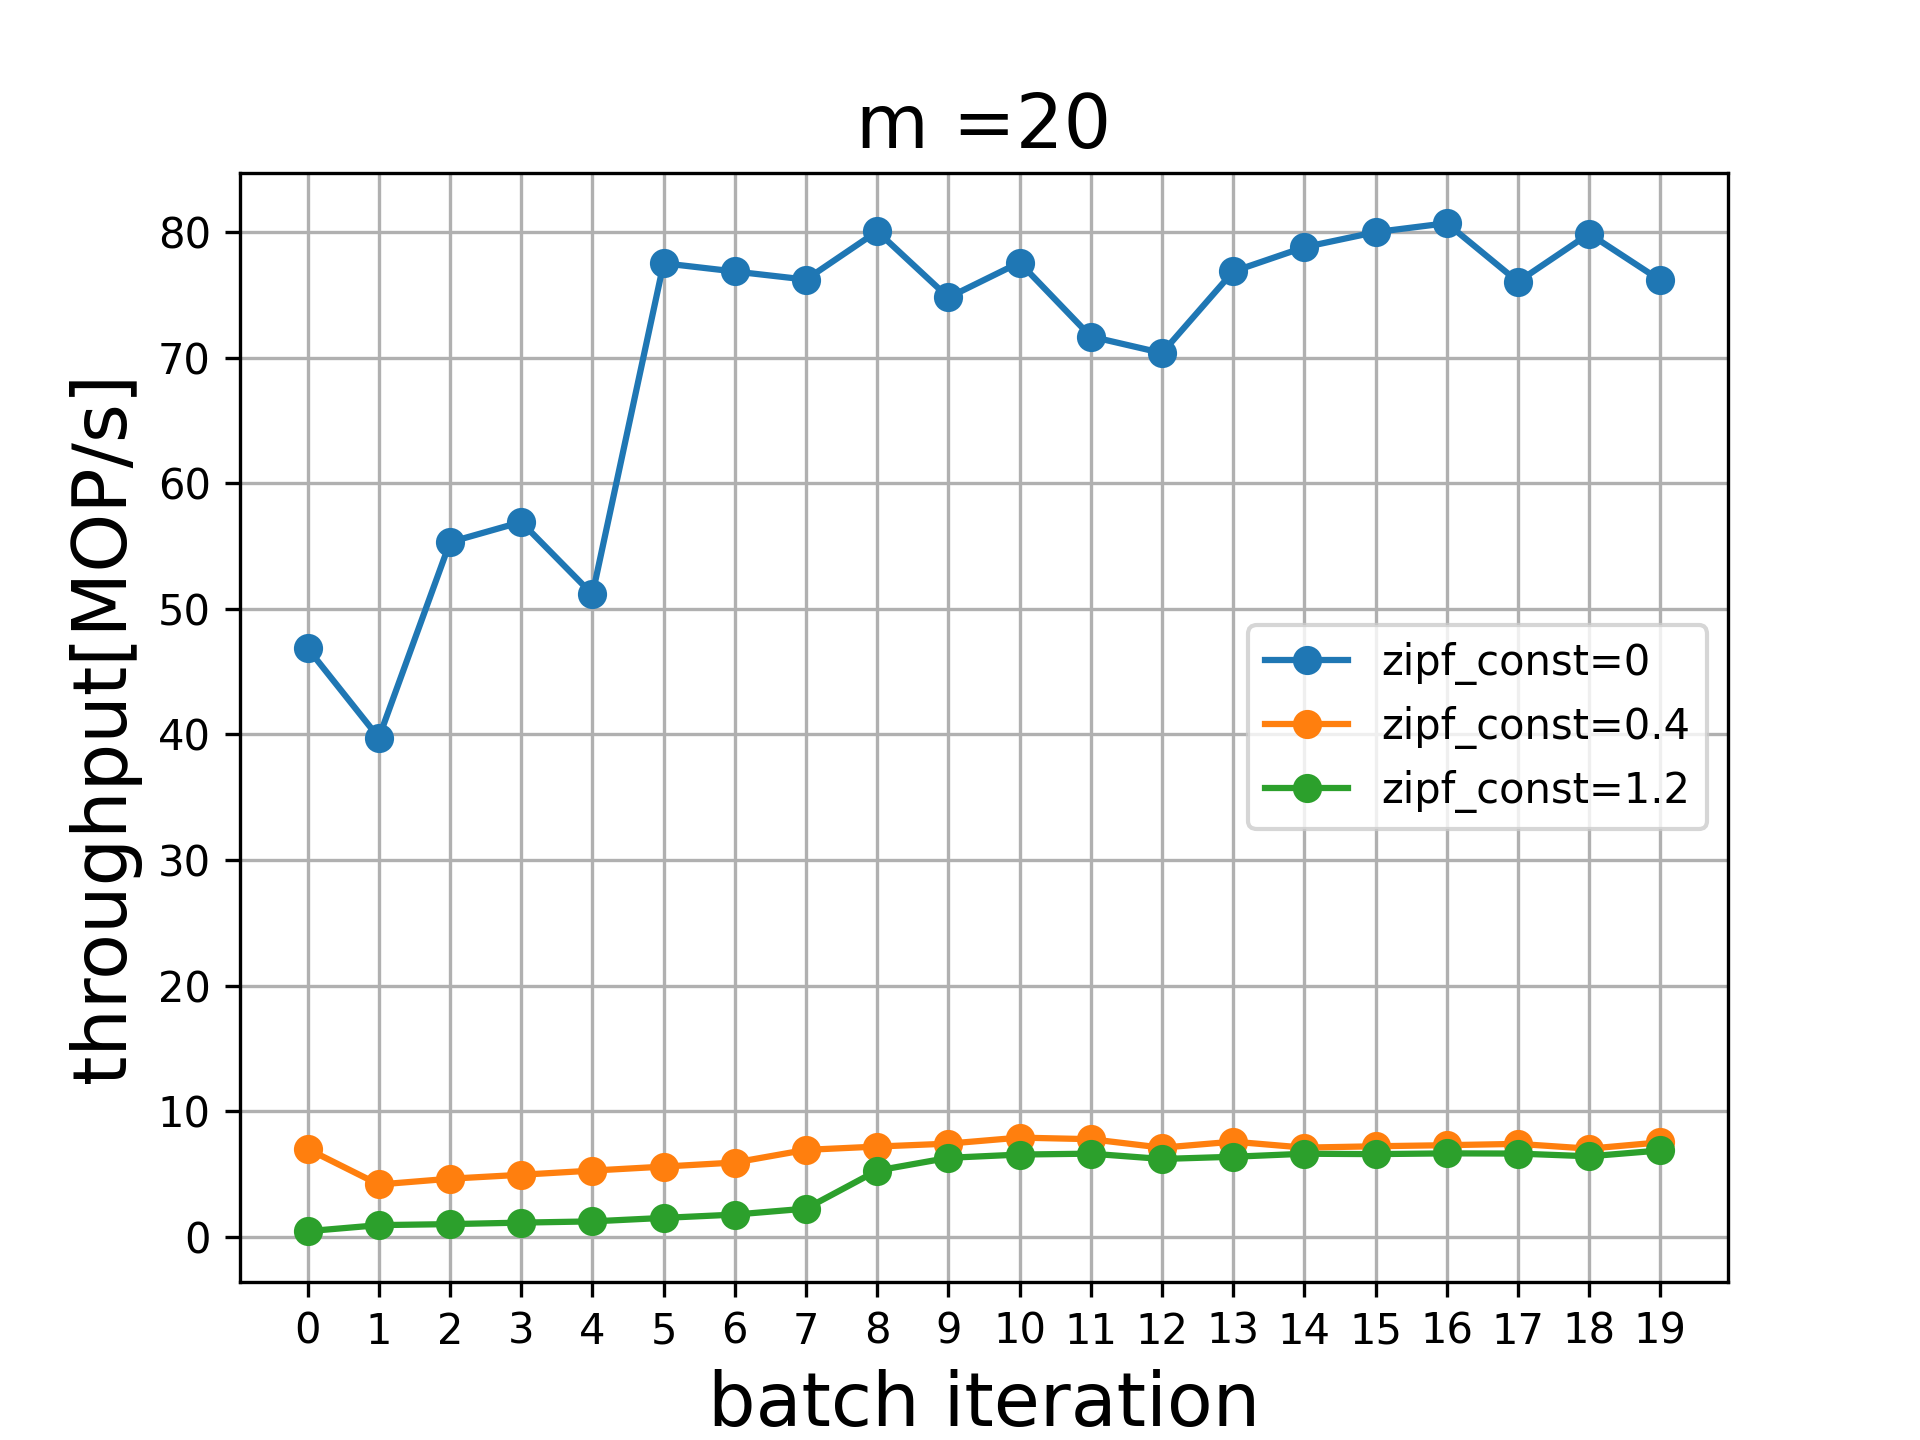 m =20
throughput[MOP/s]
80
70
60
50
40
30
20
10
0
zipf_const=0
zipf_const=0.4
zipf_const=1.2
0 1 2 3 4 5 6 7 8 9 10 11 12 13 14 15 16 17 18 19
batch iteration